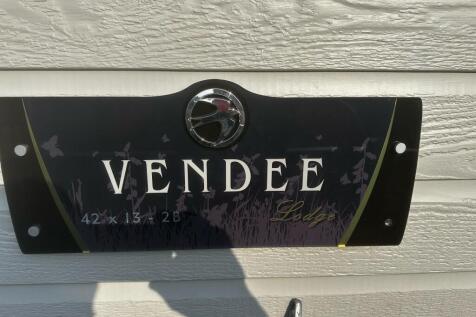 VENDEE
Lodge
42 x 13 - 2B